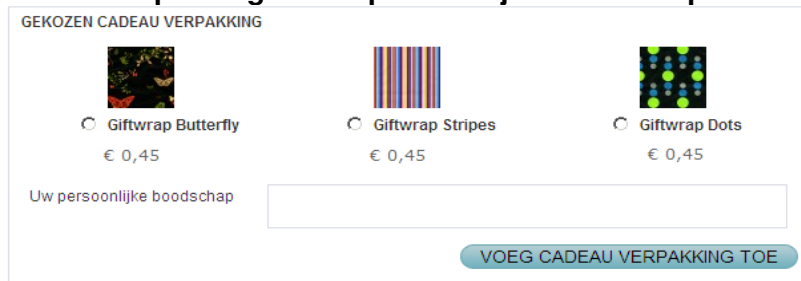 GEKOZEN CADEAU VERPAKKING
Giftwrap Butterfly Giftwrap Stripes Giftwrap Dots
€ 0,45 € 0,45 € 0,45
Uw persoonlijke boodschap
VOEG CADEAU VERPAKKING TOE